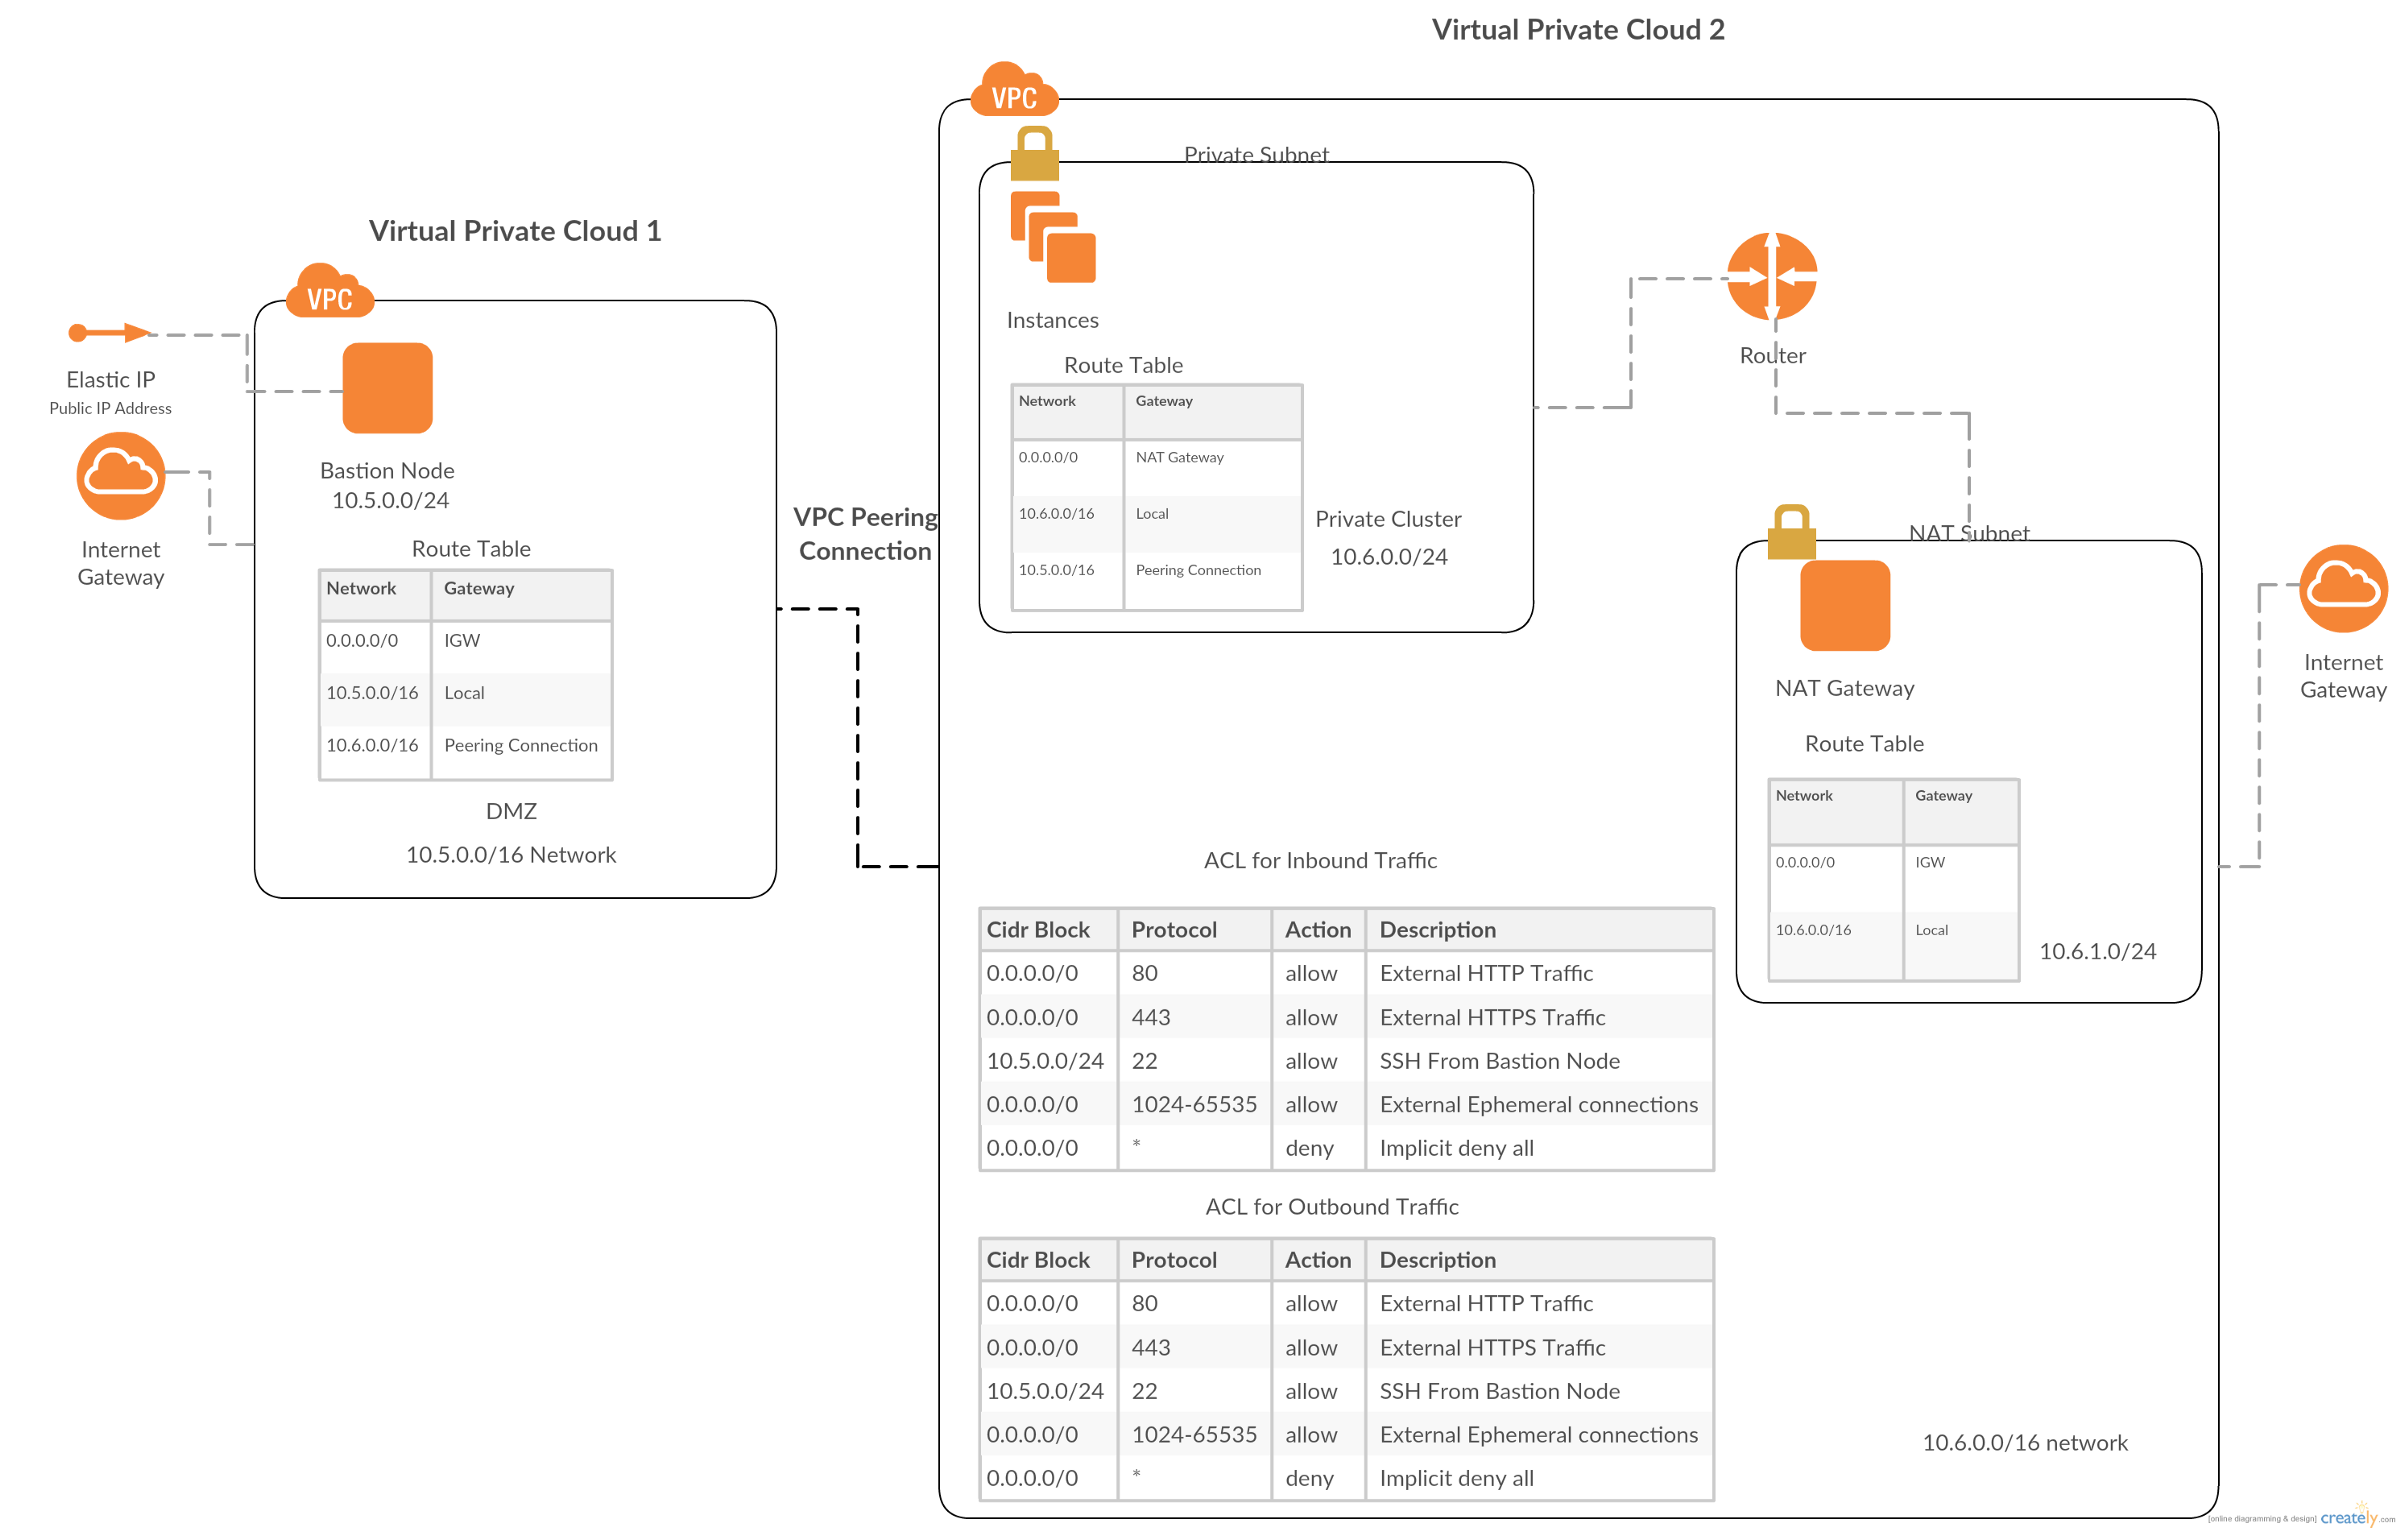 Virtual Private Cloud 2
VPC
Private Subnet
Instances
Route Table
Network Gateway
0.0.0.0/0 NAT Gateway
10.6.0.0/16 Local
10.5.0.0/16 Peering Connection
Private Cluster
10.6.0.0/24
Router
Virtual Private Cloud 1
VPC
Elastic IP
Public IP Address
Internet
Gateway
Bastion Node
10.5.0.0/24
Route Table
Network Gateway
0.0.0.0/0 IGW
10.5.0.0/16 Local
10.6.0.0/16 Peering Connection
DMZ
10.5.0.0/16 Network
VPC Peering
Connection
NAT Subnet
NAT Gateway
Route Table
Network Gateway
0.0.0.0/0 IGW
10.6.0.0/16 Local
10.6.1.0/24
Internet
Gateway
ACL for Inbound Traffic
Cidr Block Protocol Action Description
0.0.0.0/0 80 allow External HTTP Traffic
0.0.0.0/0 443 allow External HTTPS Traffic
10.5.0.0/24 22 allow SSH From Bastion Node
0.0.0.0/0 1024-65535 allow External Ephemeral connections
0.0.0.0/0 * deny Implicit deny all
ACL for Outbound Traffic
Cidr Block Protocol Action Description
0.0.0.0/0 80 allow External HTTP Traffic
0.0.0.0/0 443 allow External HTTPS Traffic
10.5.0.0/24 22 allow SSH From Bastion Node
0.0.0.0/0 1024-65535 allow External Ephemeral connections
0.0.0.0/0 * deny Implicit deny all
10.6.0.0/16 network
[online diagramming & design] creately.com